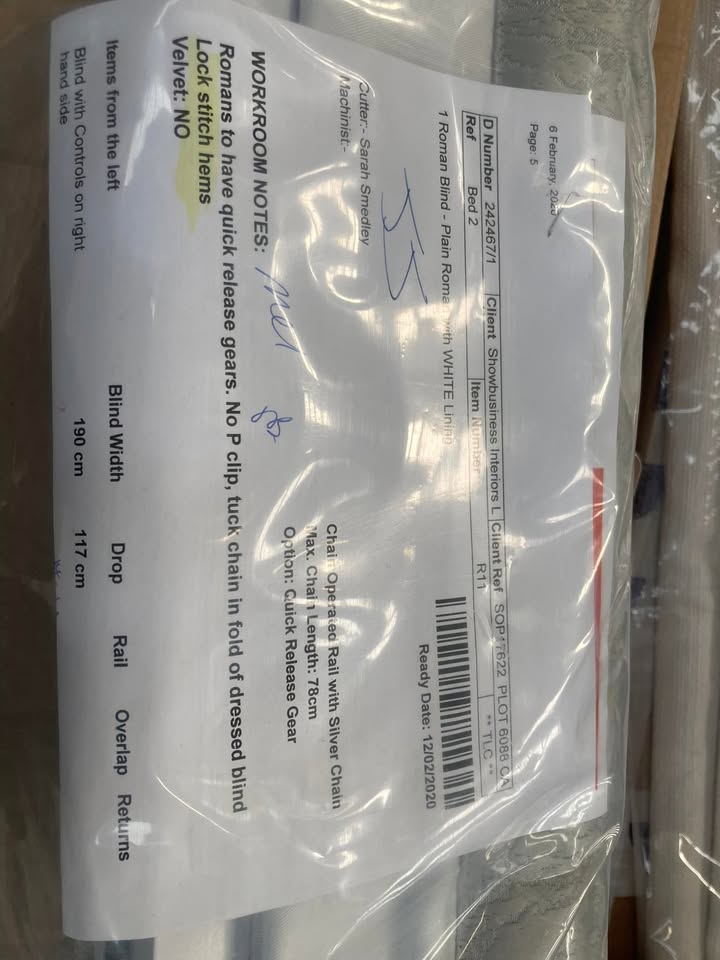 6 February, 2020
Page: 5
D Number 242467/1 Client Showbusiness Interiors L Client Ref SOP17622 PLOT 6088 CA
Ref Bed 2 Item Number R11 ** TLC **
1 Roman Blind - Plain Roman with WHITE Lining
Ready Date: 12/02/2020
Cutter:- Sarah Smedley
Machinist:-
Chain Operated Rail with Silver Chain
Max. Chain Length: 78cm
Option: Quick Release Gear
WORKROOM NOTES:
Romans to have quick release gears. No P clip, tuck chain in fold of dressed blind
Lock stitch hems
Velvet: NO
Items from the left Blind Width Drop Rail Overlap Returns
Blind with Controls on right 190 cm 117 cm
hand side